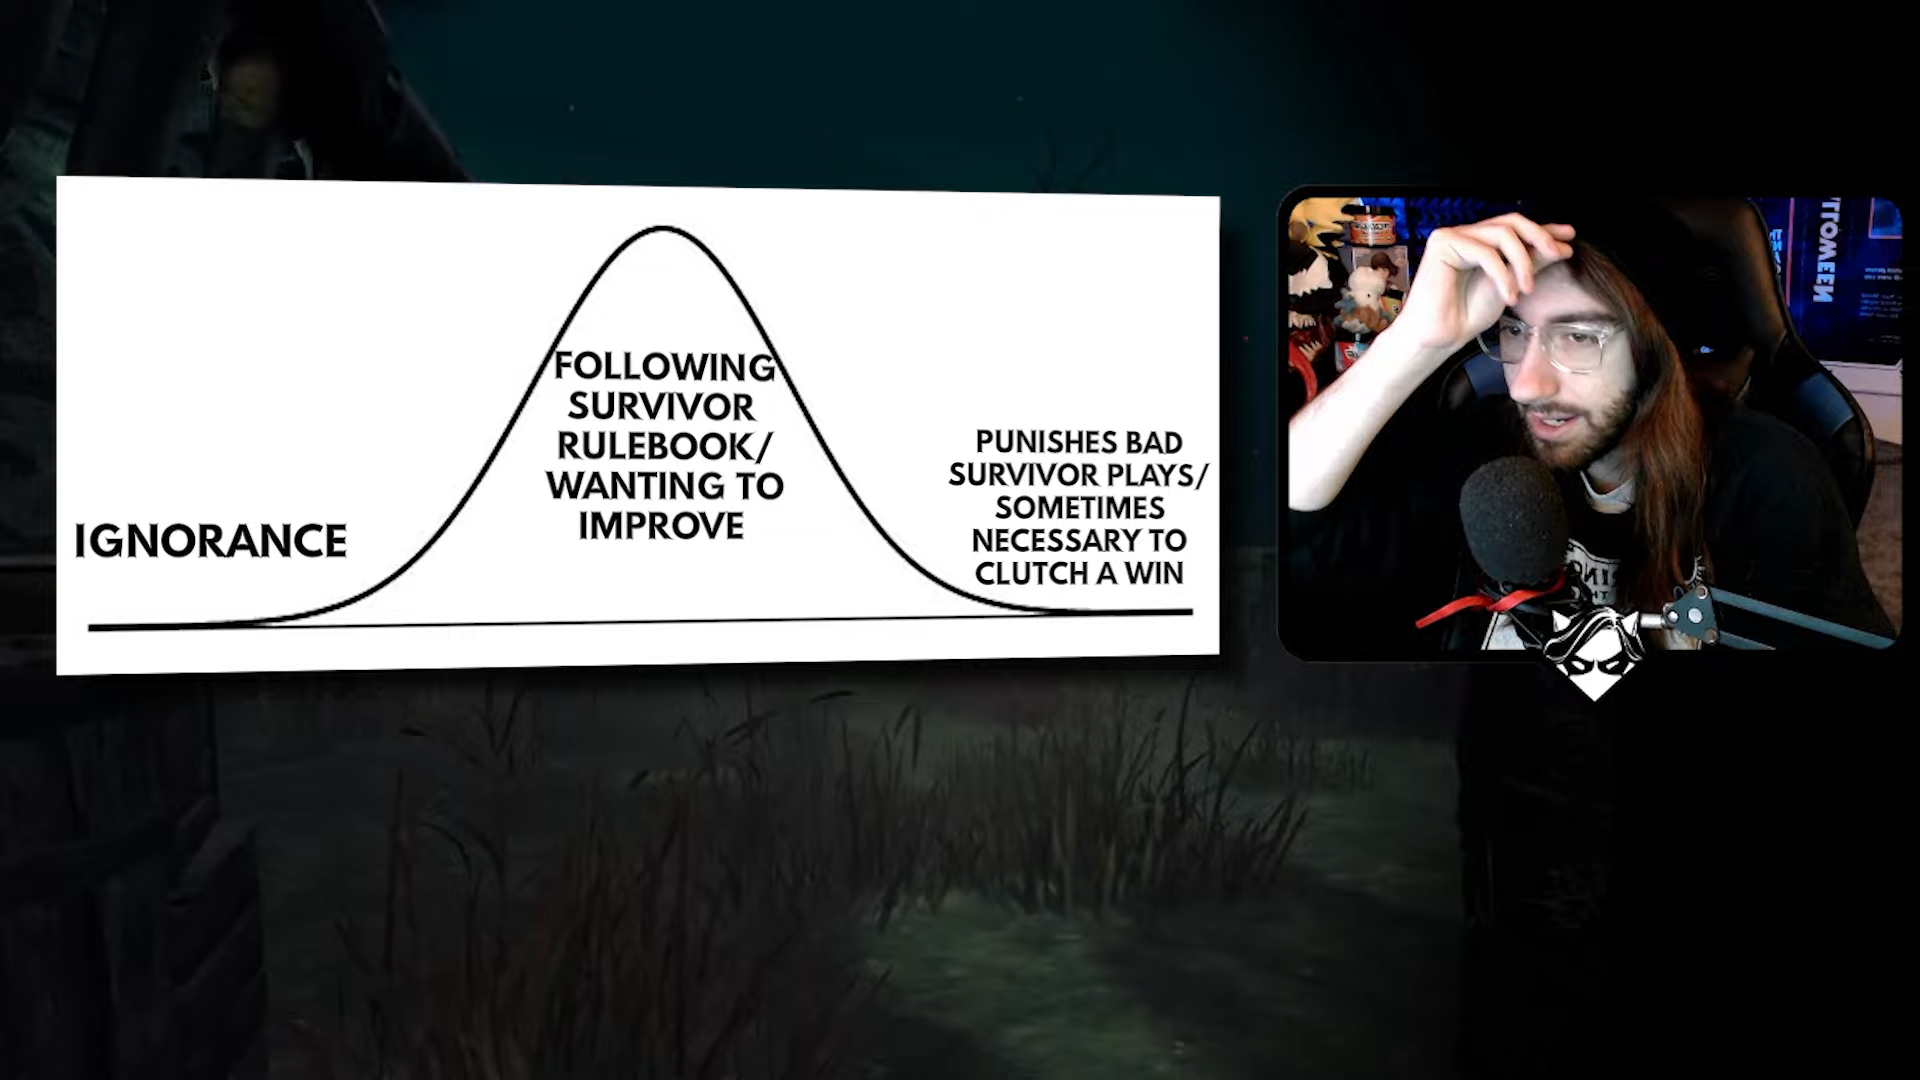 IGNORANCE
FOLLOWING
SURVIVOR
RULEBOOK/
WANTING TO
IMPROVE
PUNISHES BAD
SURVIVOR PLAYS/
SOMETIMES
NECESSARY TO
CLUTCH A WIN